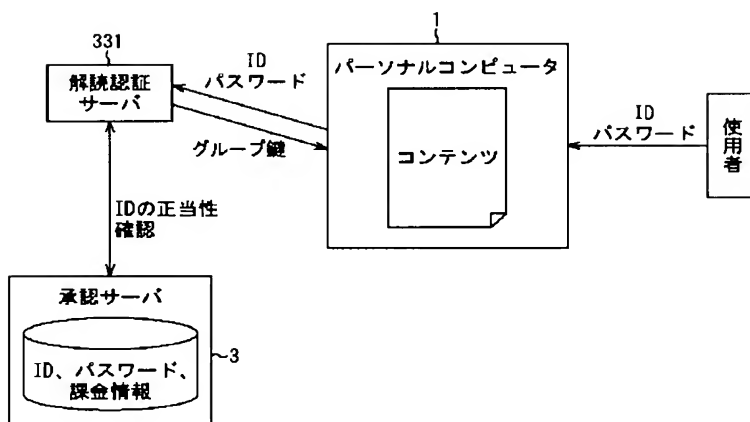 331
解読認証
サーバ
ID
パスワード
グループ鍵
1
パーソナルコンピュータ
コンテンツ
ID
パスワード
使用者
IDの正当性
確認
承認サーバ
ID、パスワード、
課金情報
3